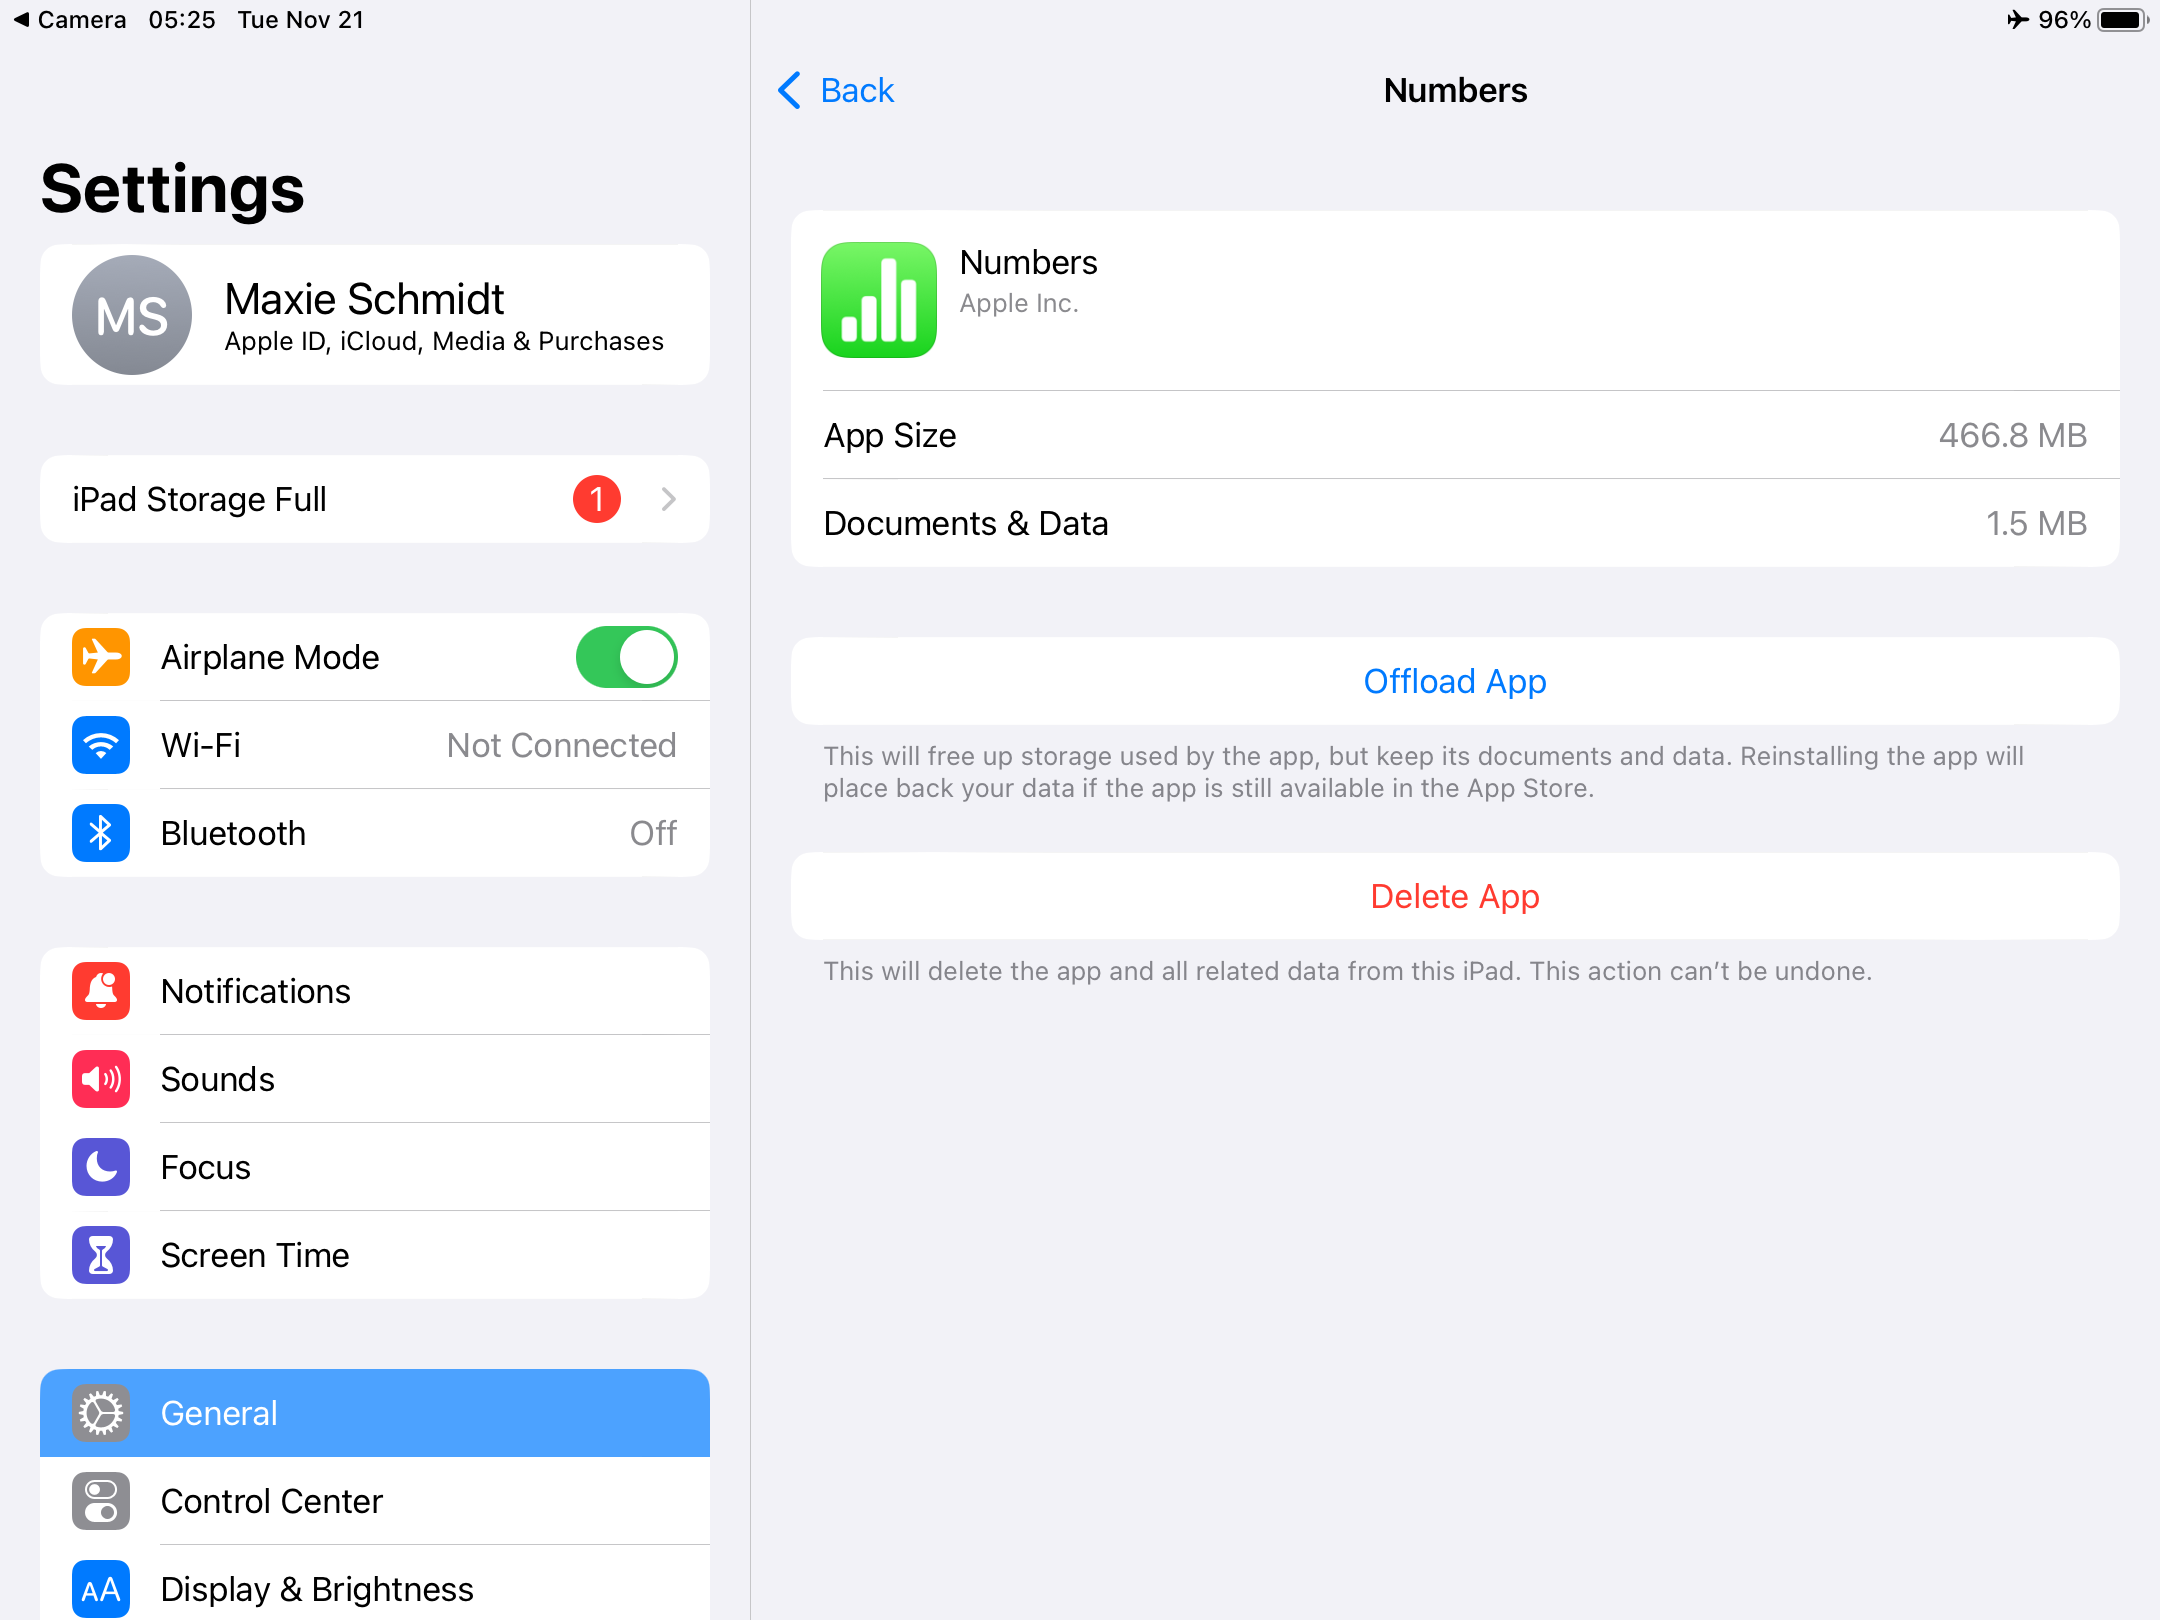 Camera 05:25 Tue Nov 21
96%
Settings
MS
Maxie Schmidt
Apple ID, iCloud, Media & Purchases
iPad Storage Full 1
Airplane Mode
Wi-Fi Not Connected
Bluetooth Off
Notifications
Sounds
Focus
Screen Time
General
Control Center
AA Display & Brightness
Back Numbers
Numbers
Apple Inc.
App Size 466.8 MB
Documents & Data 1.5 MB
Offload App
This will free up storage used by the app, but keep its documents and data. Reinstalling the app will
place back your data if the app is still available in the App Store.
Delete App
This will delete the app and all related data from this iPad. This action can’t be undone.